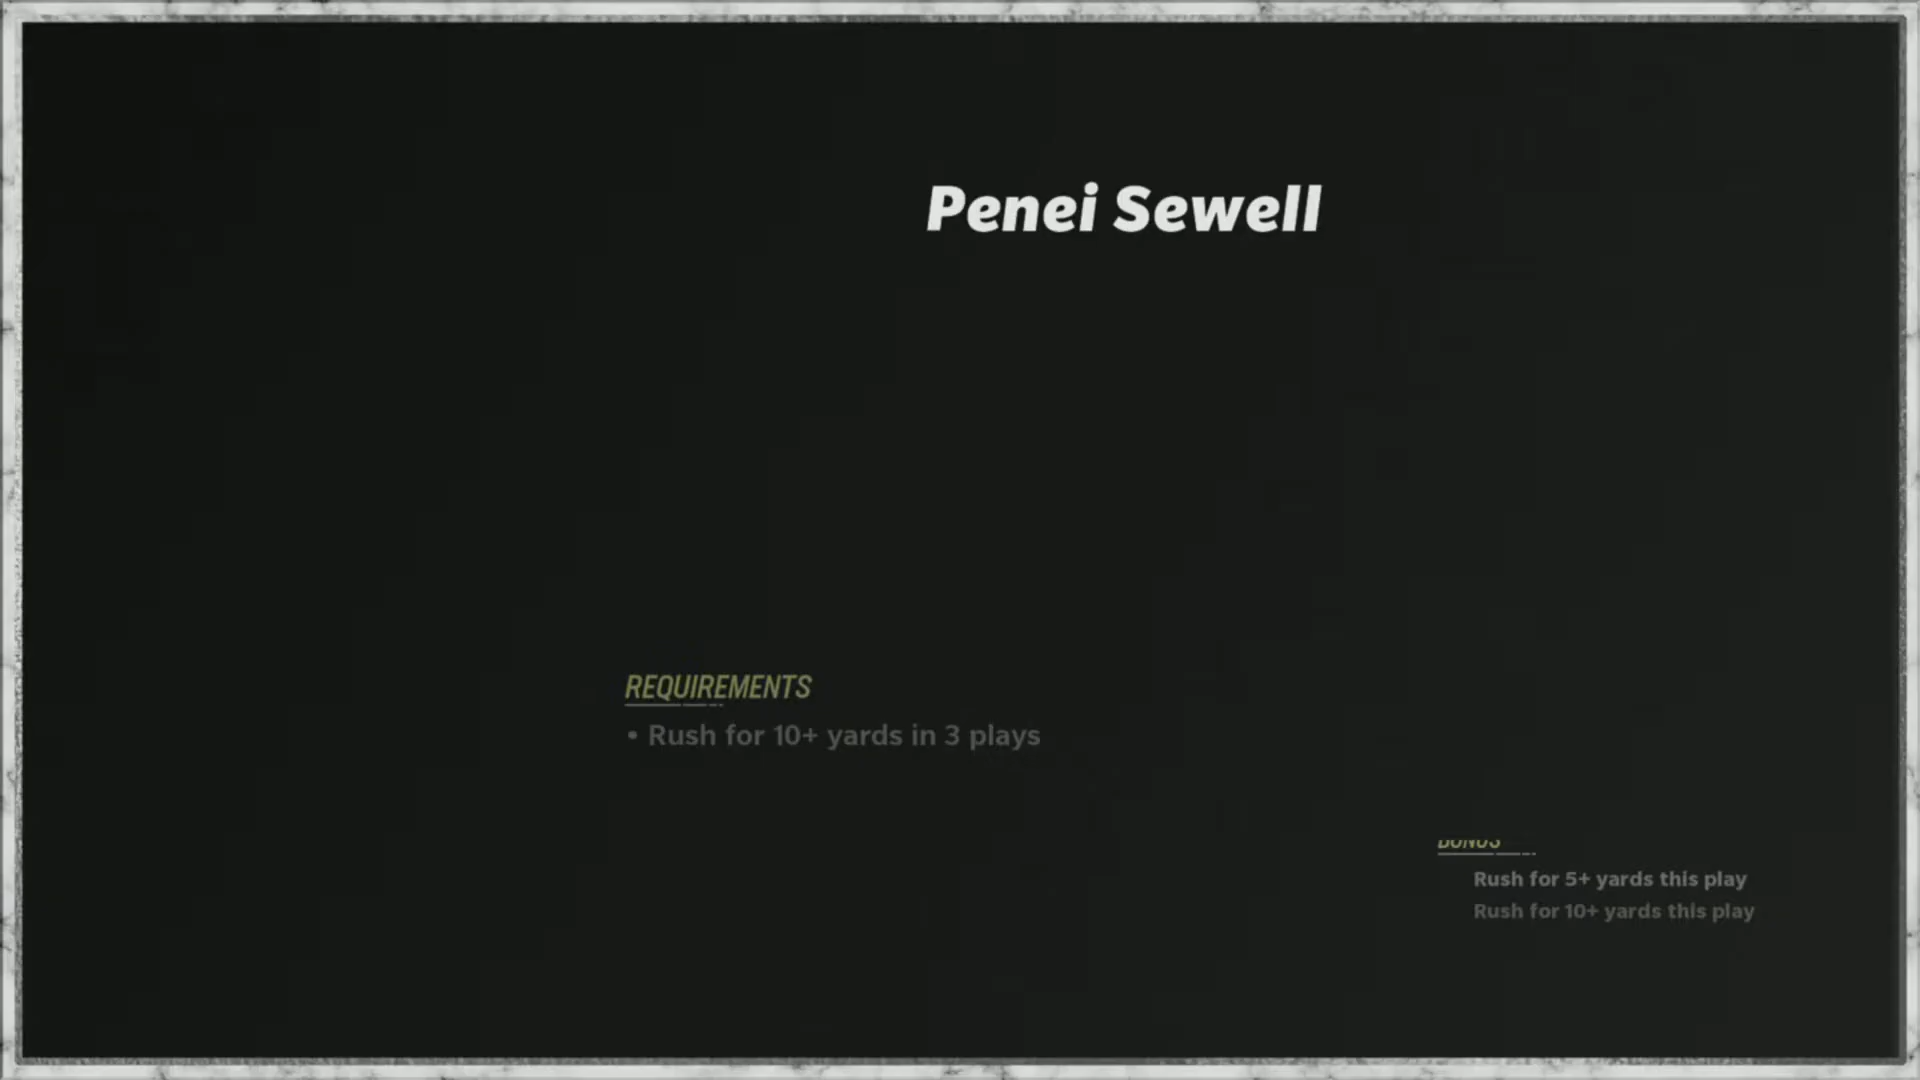 Penei Sewell
REQUIREMENTS
• Rush for 10+ yards in 3 plays
BONUS
Rush for 5+ yards this play
Rush for 10+ yards this play